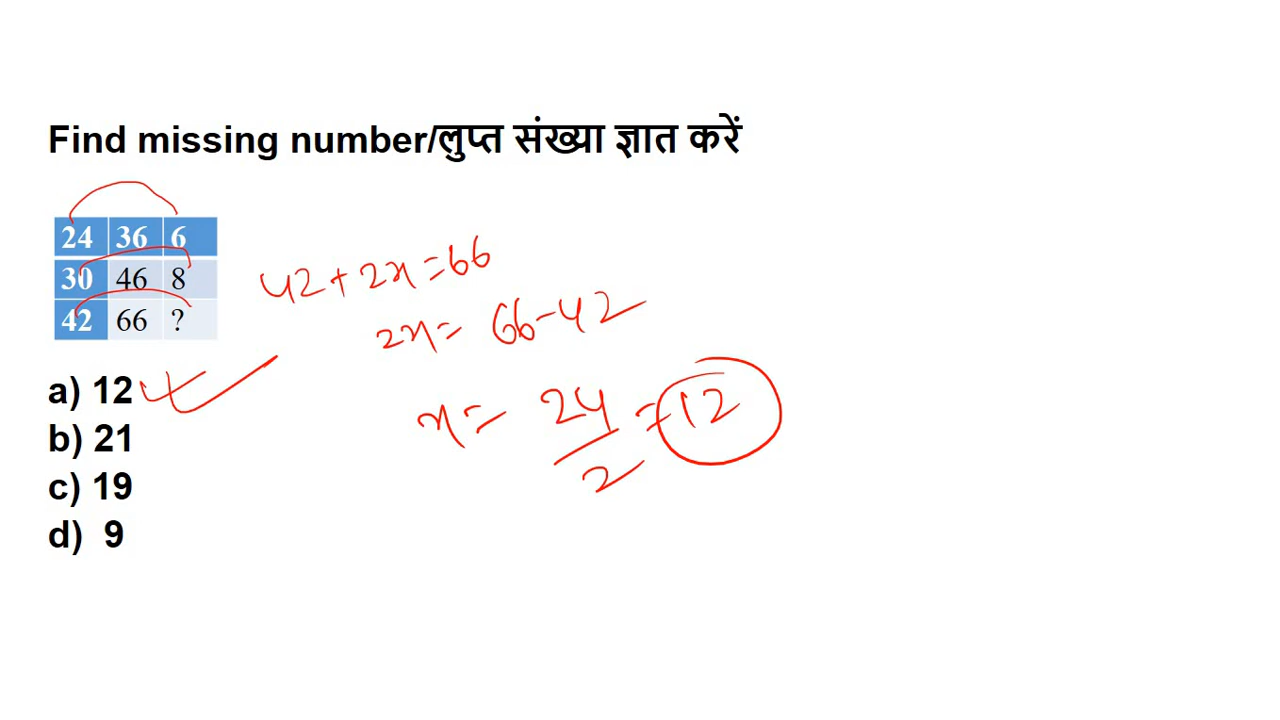 Find missing number/लुप्त संख्या ज्ञात करें
24 36 6
30 46 8
42 66 ?
42+2x=66
2x= 66-42
x= 24/2 =12
a) 12
b) 21
c) 19
d) 9